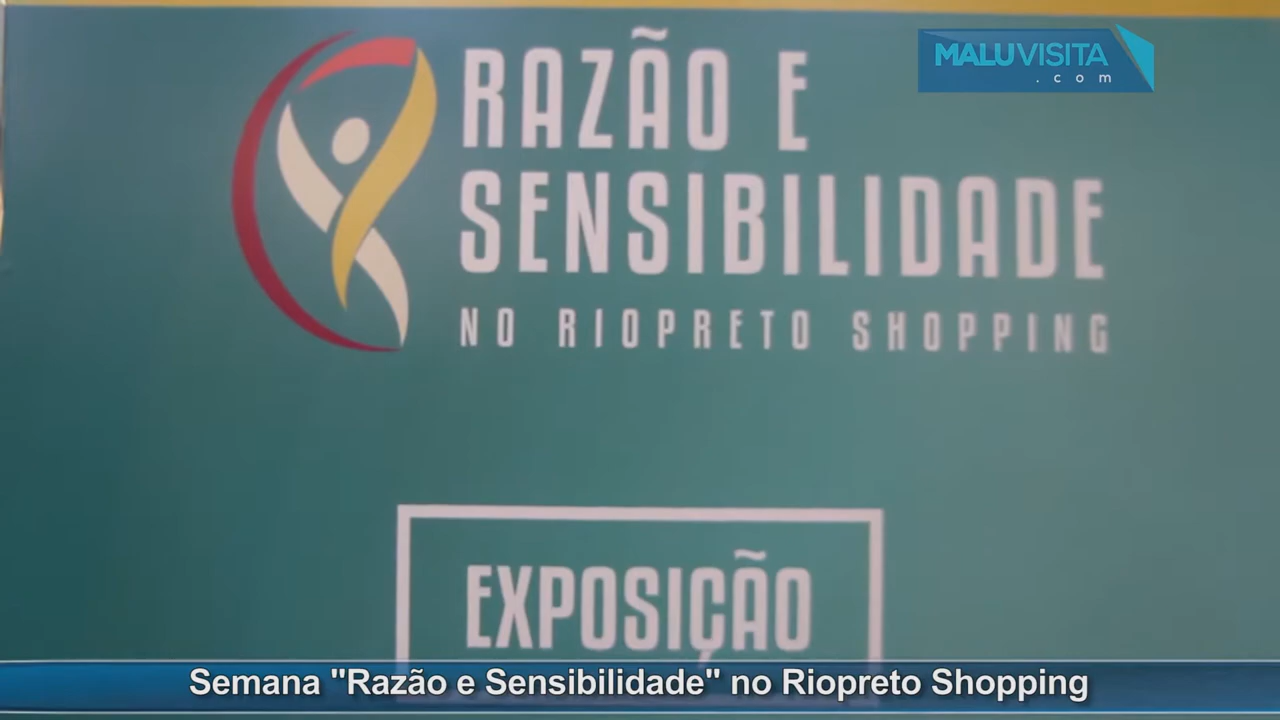 MALUVISITA
.com
RAZÃO E
SENSIBILIDADE
NO RIOPRETO SHOPPING
EXPOSIÇÃO
Semana "Razão e Sensibilidade" no Riopreto Shopping